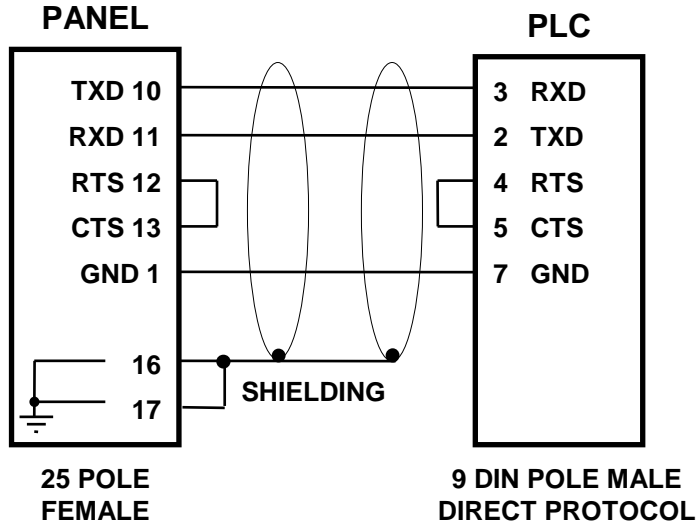 PANEL
PLC
TXD 10
3 RXD
RXD 11
2 TXD
RTS 12
4 RTS
CTS 13
5 CTS
GND 1
7 GND
16
SHIELDING
17
25 POLE
FEMALE
9 DIN POLE MALE
DIRECT PROTOCOL